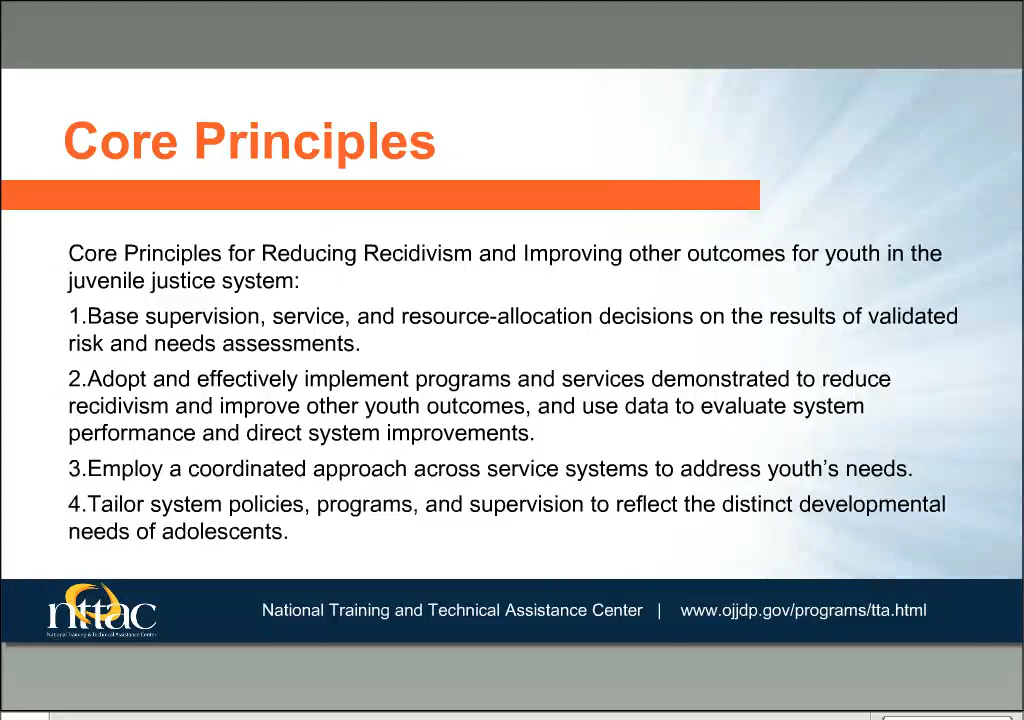 Core Principles
Core Principles for Reducing Recidivism and Improving other outcomes for youth in the
juvenile justice system:
1.Base supervision, service, and resource-allocation decisions on the results of validated
risk and needs assessments.
2.Adopt and effectively implement programs and services demonstrated to reduce
recidivism and improve other youth outcomes, and use data to evaluate system
performance and direct system improvements.
3.Employ a coordinated approach across service systems to address youth’s needs.
4.Tailor system policies, programs, and supervision to reflect the distinct developmental
needs of adolescents.
nttac
National Training & Technical Assistance Center
National Training and Technical Assistance Center | www.ojjdp.gov/programs/tta.html